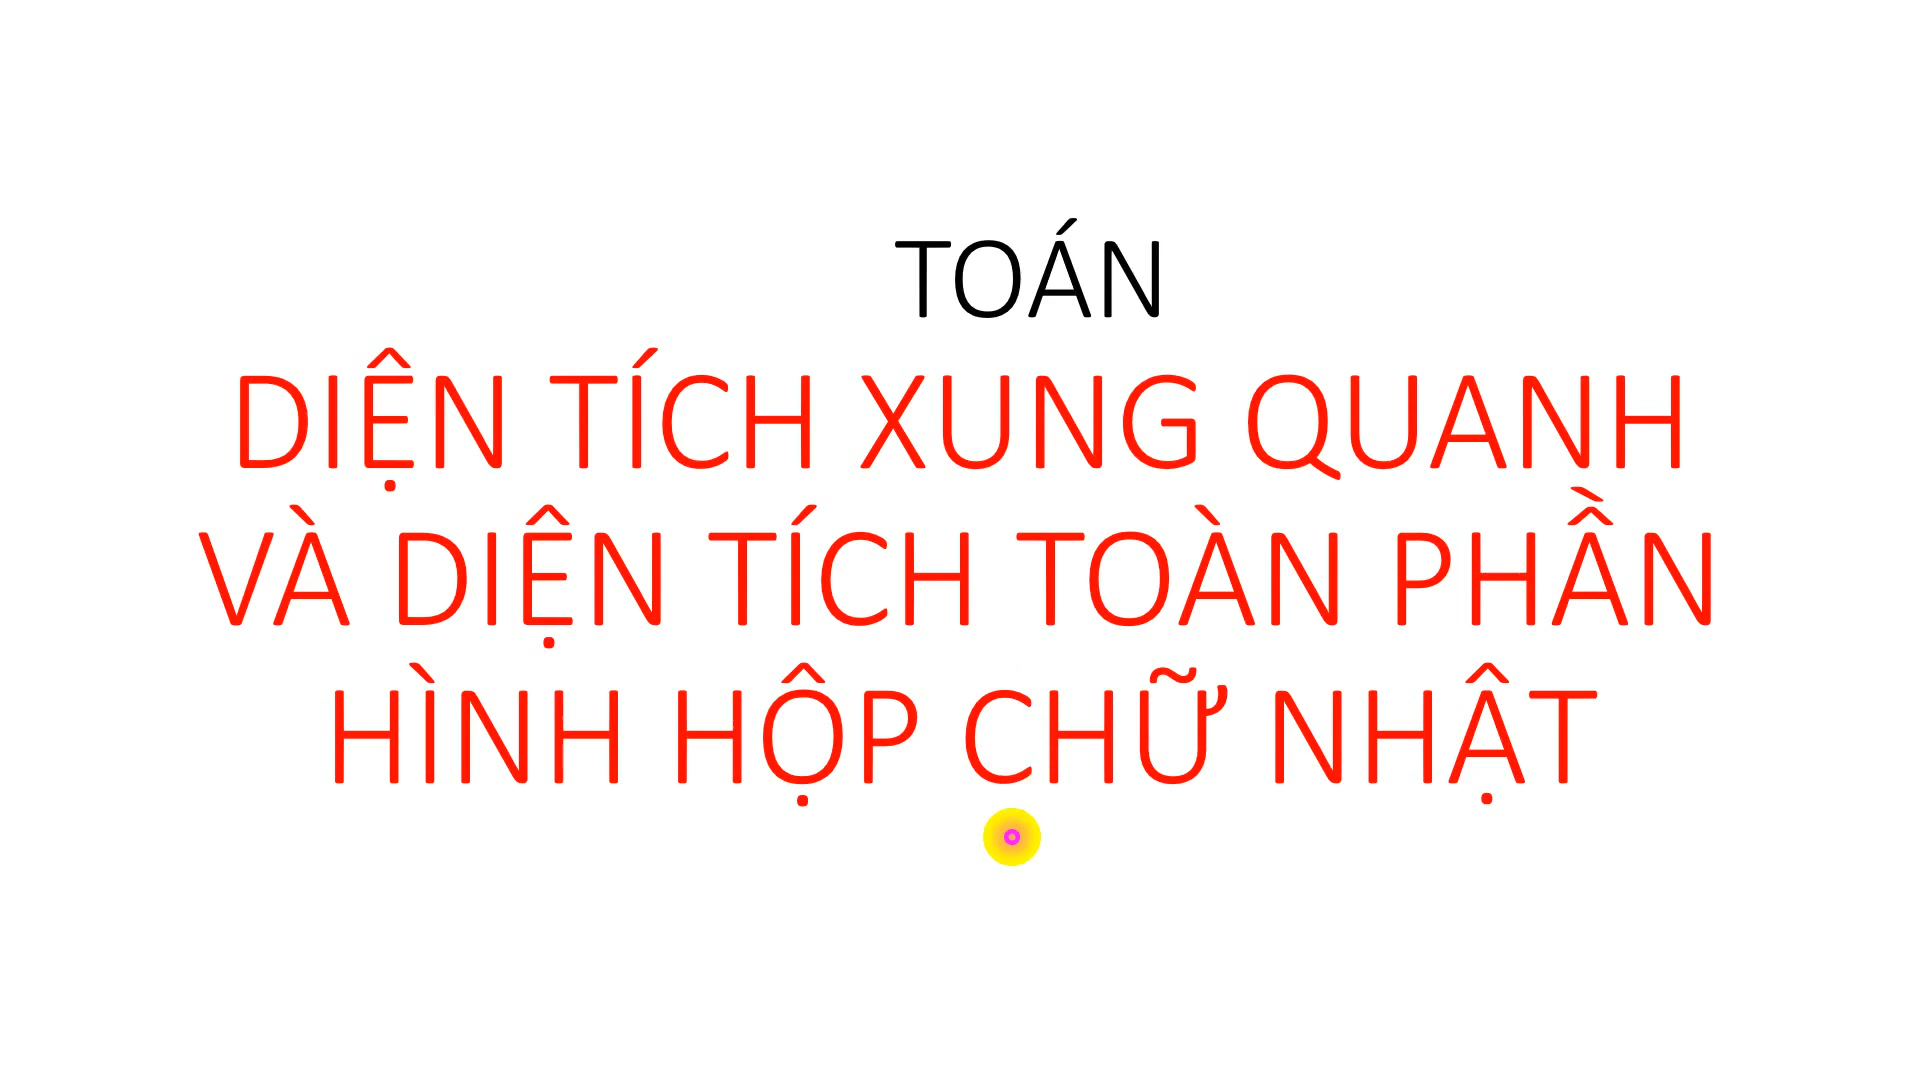 TOÁN
DIỆN TÍCH XUNG QUANH
VÀ DIỆN TÍCH TOÀN PHẦN
HÌNH HỘP CHỮ NHẬT